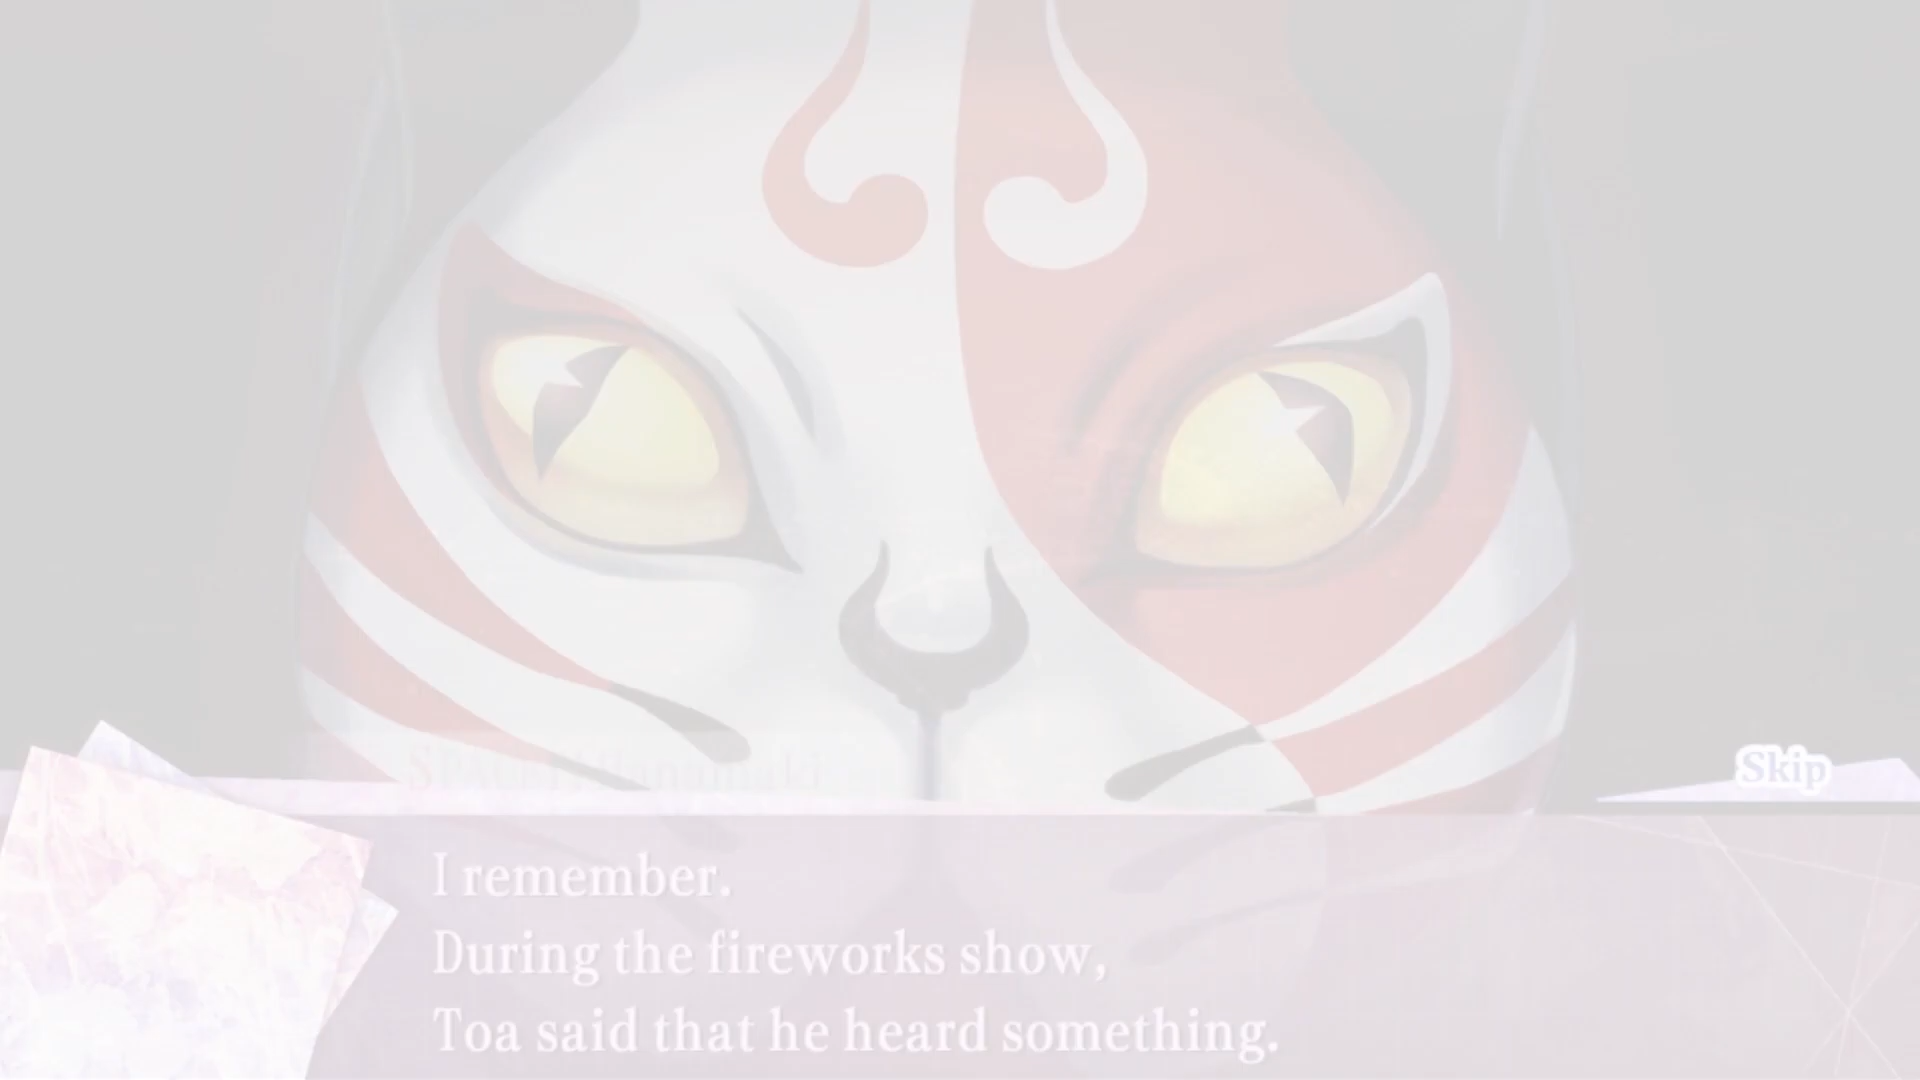 Skip
I remember.
During the fireworks show,
Toa said that he heard something.